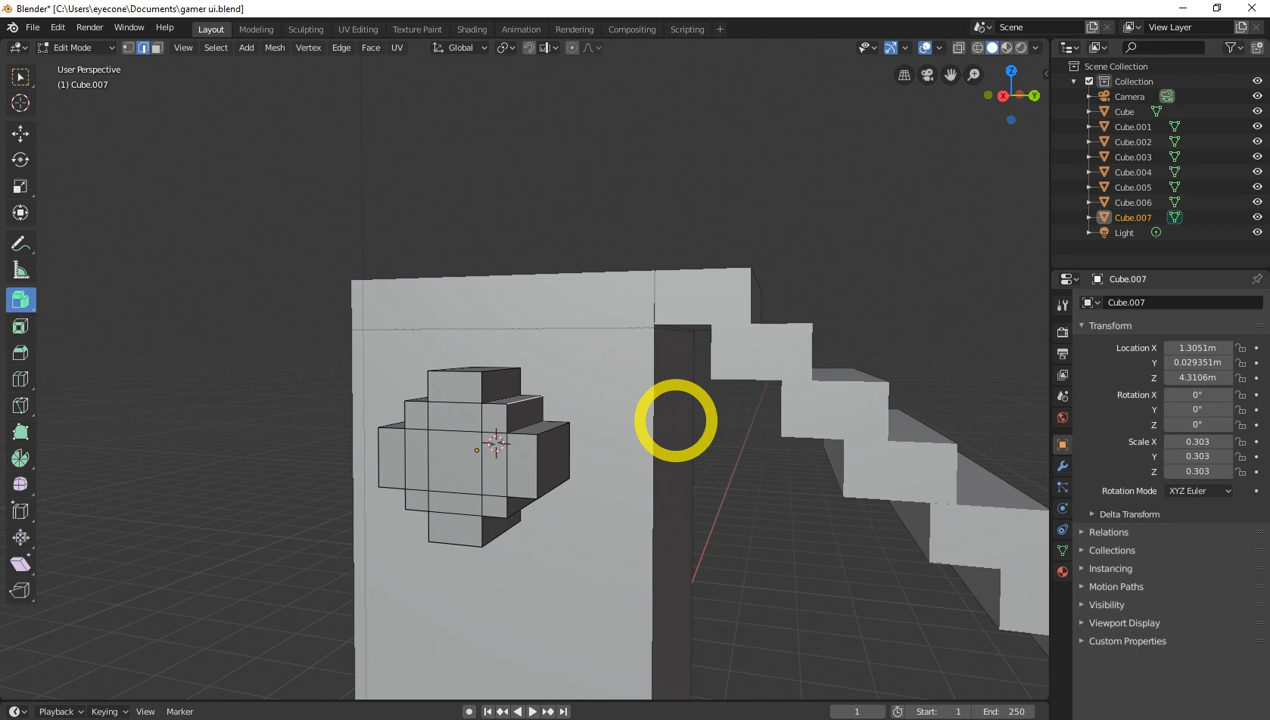 Blender* [C:\Users\eyecone\Documents\gamer ui.blend]
File Edit Render Window Help Layout Modeling Sculpting UV Editing Texture Paint Shading Animation Rendering Compositing Scripting + Scene View Layer
Edit Mode View Select Add Mesh Vertex Edge Face UV Global
User Perspective
(1) Cube.007
Z
X
Y
Scene Collection
Collection
Camera
Cube
Cube.001
Cube.002
Cube.003
Cube.004
Cube.005
Cube.006
Cube.007
Light
Cube.007
Cube.007
Transform
Location X 1.3051m
Y 0.029351m
Z 4.3106m
Rotation X 0°
Y 0°
Z 0°
Scale X 0.303
Y 0.303
Z 0.303
Rotation Mode XYZ Euler
Delta Transform
Relations
Collections
Instancing
Motion Paths
Visibility
Viewport Display
Custom Properties
Playback Keying View Marker 1 Start: 1 End: 250